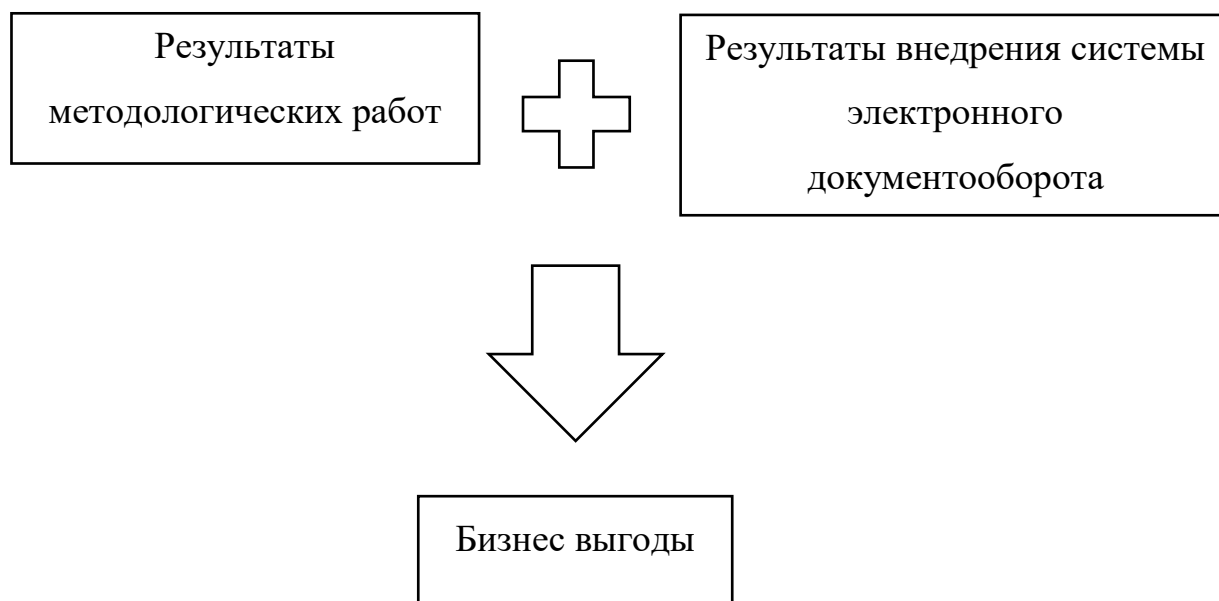 Результаты
методологических работ
Результаты внедрения системы
электронного
документооборота
Бизнес выгоды